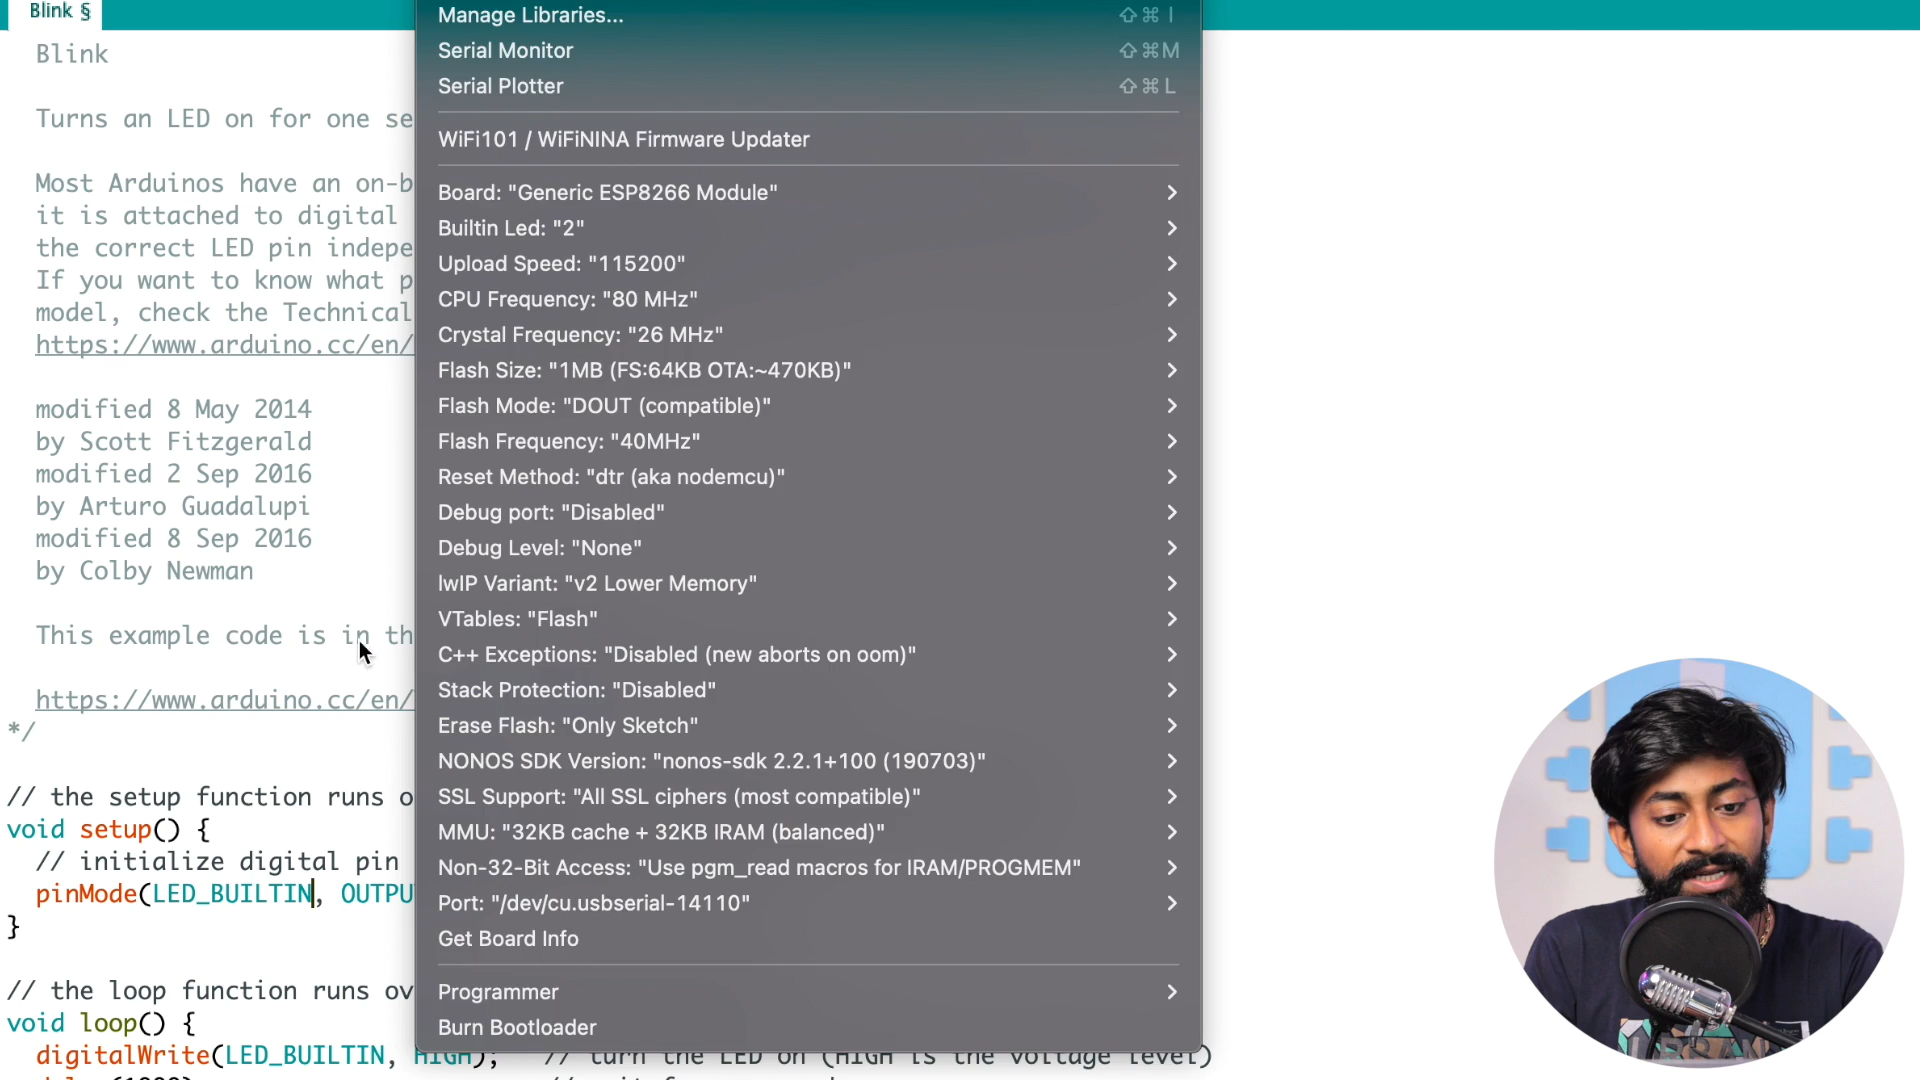 Blink §
Blink
Turns an LED on for one se
Most Arduinos have an on-b
it is attached to digital
the correct LED pin indepe
If you want to know what p
model, check the Technical
https://www.arduino.cc/en/
modified 8 May 2014
by Scott Fitzgerald
modified 2 Sep 2016
by Arturo Guadalupi
modified 8 Sep 2016
by Colby Newman
This example code is in th
https://www.arduino.cc/en/
*/
// the setup function runs o
void setup() {
// initialize digital pin
pinMode(LED_BUILTIN, OUTPU
}
// the loop function runs ov
void loop() {
digitalWrite(LED_BUILTIN, HIGH); // turn the LED on (HIGH is the voltage level)
Manage Libraries... ⇧⌘ I
Serial Monitor ⇧⌘M
Serial Plotter ⇧⌘ L
WiFi101 / WiFiNINA Firmware Updater
Board: "Generic ESP8266 Module"
Builtin Led: "2"
Upload Speed: "115200"
CPU Frequency: "80 MHz"
Crystal Frequency: "26 MHz"
Flash Size: "1MB (FS:64KB OTA:~470KB)"
Flash Mode: "DOUT (compatible)"
Flash Frequency: "40MHz"
Reset Method: "dtr (aka nodemcu)"
Debug port: "Disabled"
Debug Level: "None"
lwIP Variant: "v2 Lower Memory"
VTables: "Flash"
C++ Exceptions: "Disabled (new aborts on oom)"
Stack Protection: "Disabled"
Erase Flash: "Only Sketch"
NONOS SDK Version: "nonos-sdk 2.2.1+100 (190703)"
SSL Support: "All SSL ciphers (most compatible)"
MMU: "32KB cache + 32KB IRAM (balanced)"
Non-32-Bit Access: "Use pgm_read macros for IRAM/PROGMEM"
Port: "/dev/cu.usbserial-14110"
Get Board Info
Programmer
Burn Bootloader